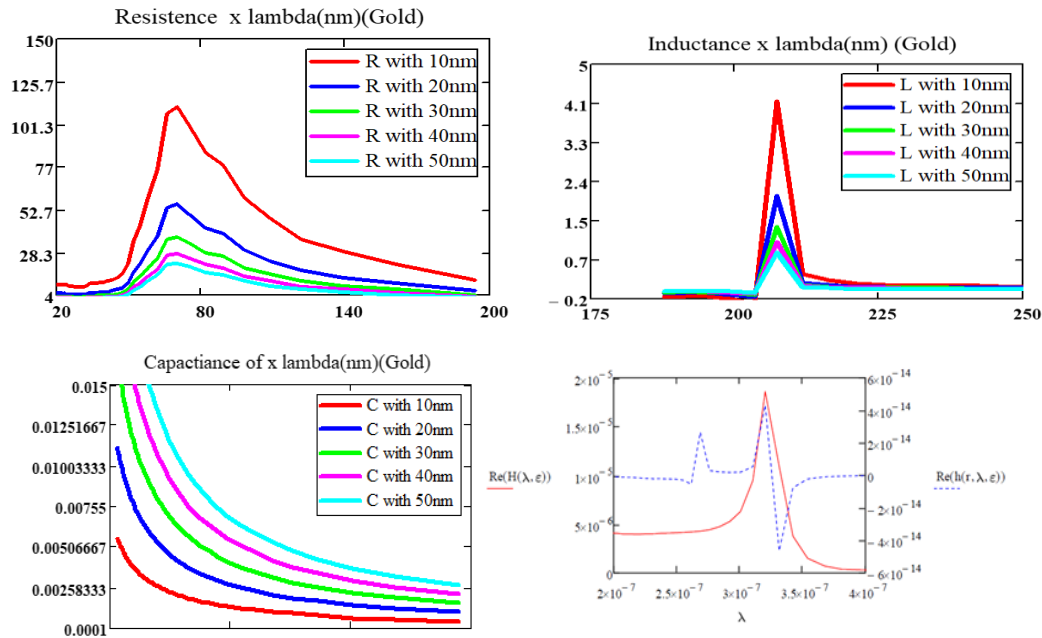 Resistence x lambda(nm)(Gold)
150
125.7
101.3
77
52.7
28.3
4
20
80
140
200
R with 10nm
R with 20nm
R with 30nm
R with 40nm
R with 50nm
Inductance x lambda(nm) (Gold)
5
4.1
3.3
2.4
1.5
0.7
− 0.2
175
200
225
250
L with 10nm
L with 20nm
L with 30nm
L with 40nm
L with 50nm
Capactiance of x lambda(nm)(Gold)
0.015
0.01251667
0.01003333
0.00755
0.00506667
0.00258333
0.0001
C with 10nm
C with 20nm
C with 30nm
C with 40nm
C with 50nm
2×10⁻⁵
1.5×10⁻⁵
1×10⁻⁵
5×10⁻⁶
0
Re(H(λ,ε))
6×10⁻¹⁴
4×10⁻¹⁴
2×10⁻¹⁴
0
−2×10⁻¹⁴
−4×10⁻¹⁴
−6×10⁻¹⁴
Re(h(r,λ,ε))
2×10⁻⁷
2.5×10⁻⁷
3×10⁻⁷
3.5×10⁻⁷
4×10⁻⁷
λ